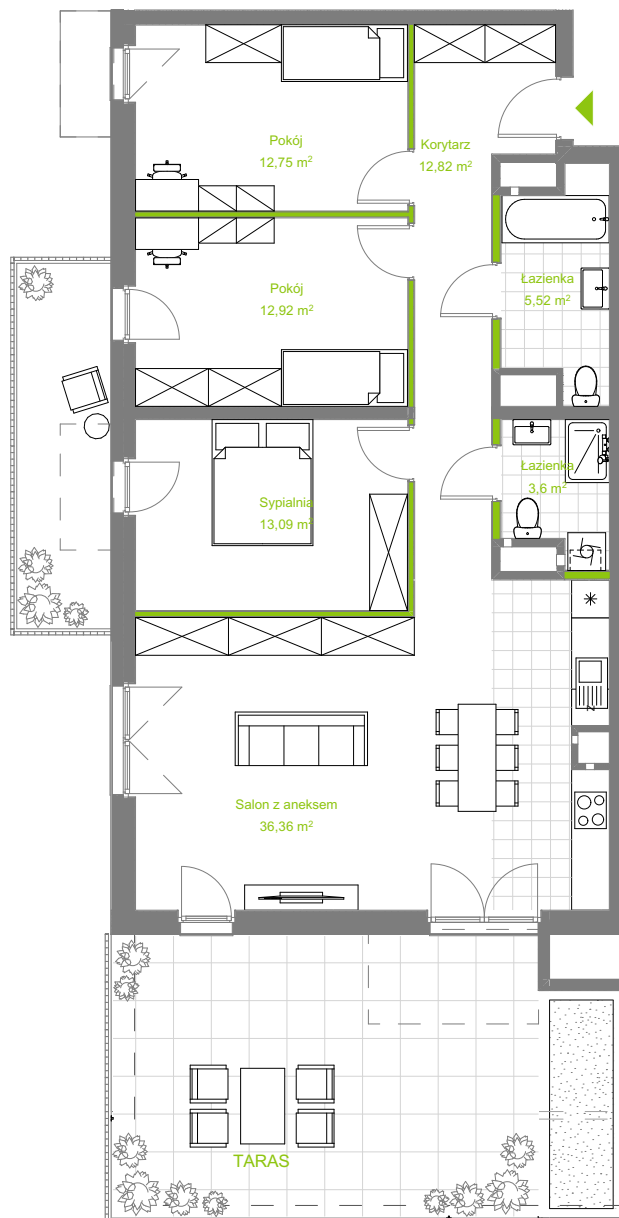 Pokój
12,75 m²
Korytarz
12,82 m²
Pokój
12,92 m²
Łazienka
5,52 m²
Łazienka
3,6 m²
Sypialnia
13,09 m²
Salon z aneksem
36,36 m²
TARAS